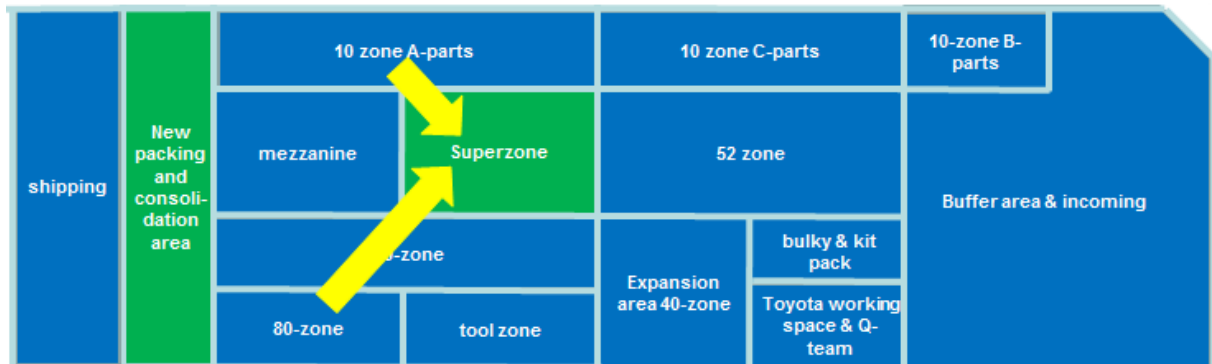 10 zone A-parts
10 zone C-parts
10-zone B-
parts
New
packing
and
consoli-
dation
area
mezzanine
Superzone
52 zone
shipping
Buffer area & incoming
-zone
bulky & kit
pack
Expansion
area 40-zone
80-zone
tool zone
Toyota working
space & Q-
team